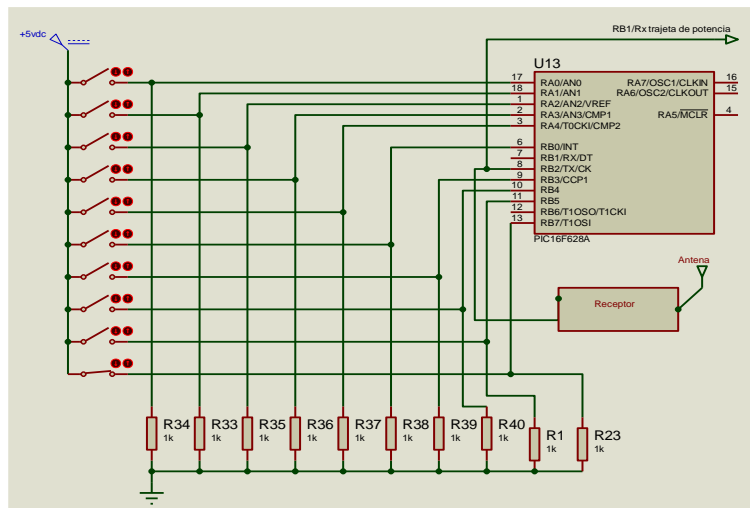 RB1/Rx trajeta de potencia
+5vdc
U13
17 RA0/AN0 RA7/OSC1/CLKIN 16
18 RA1/AN1 RA6/OSC2/CLKOUT 15
1 RA2/AN2/VREF
2 RA3/AN3/CMP1 RA5/MCLR 4
3 RA4/T0CKI/CMP2
6 RB0/INT
7 RB1/RX/DT
8 RB2/TX/CK
9 RB3/CCP1
10 RB4
11 RB5
12 RB6/T1OSO/T1CKI
13 RB7/T1OSI
PIC16F628A
Antena
Receptor
R34 R33 R35 R36 R37 R38 R39 R40 R1 R23
1k 1k 1k 1k 1k 1k 1k 1k 1k 1k